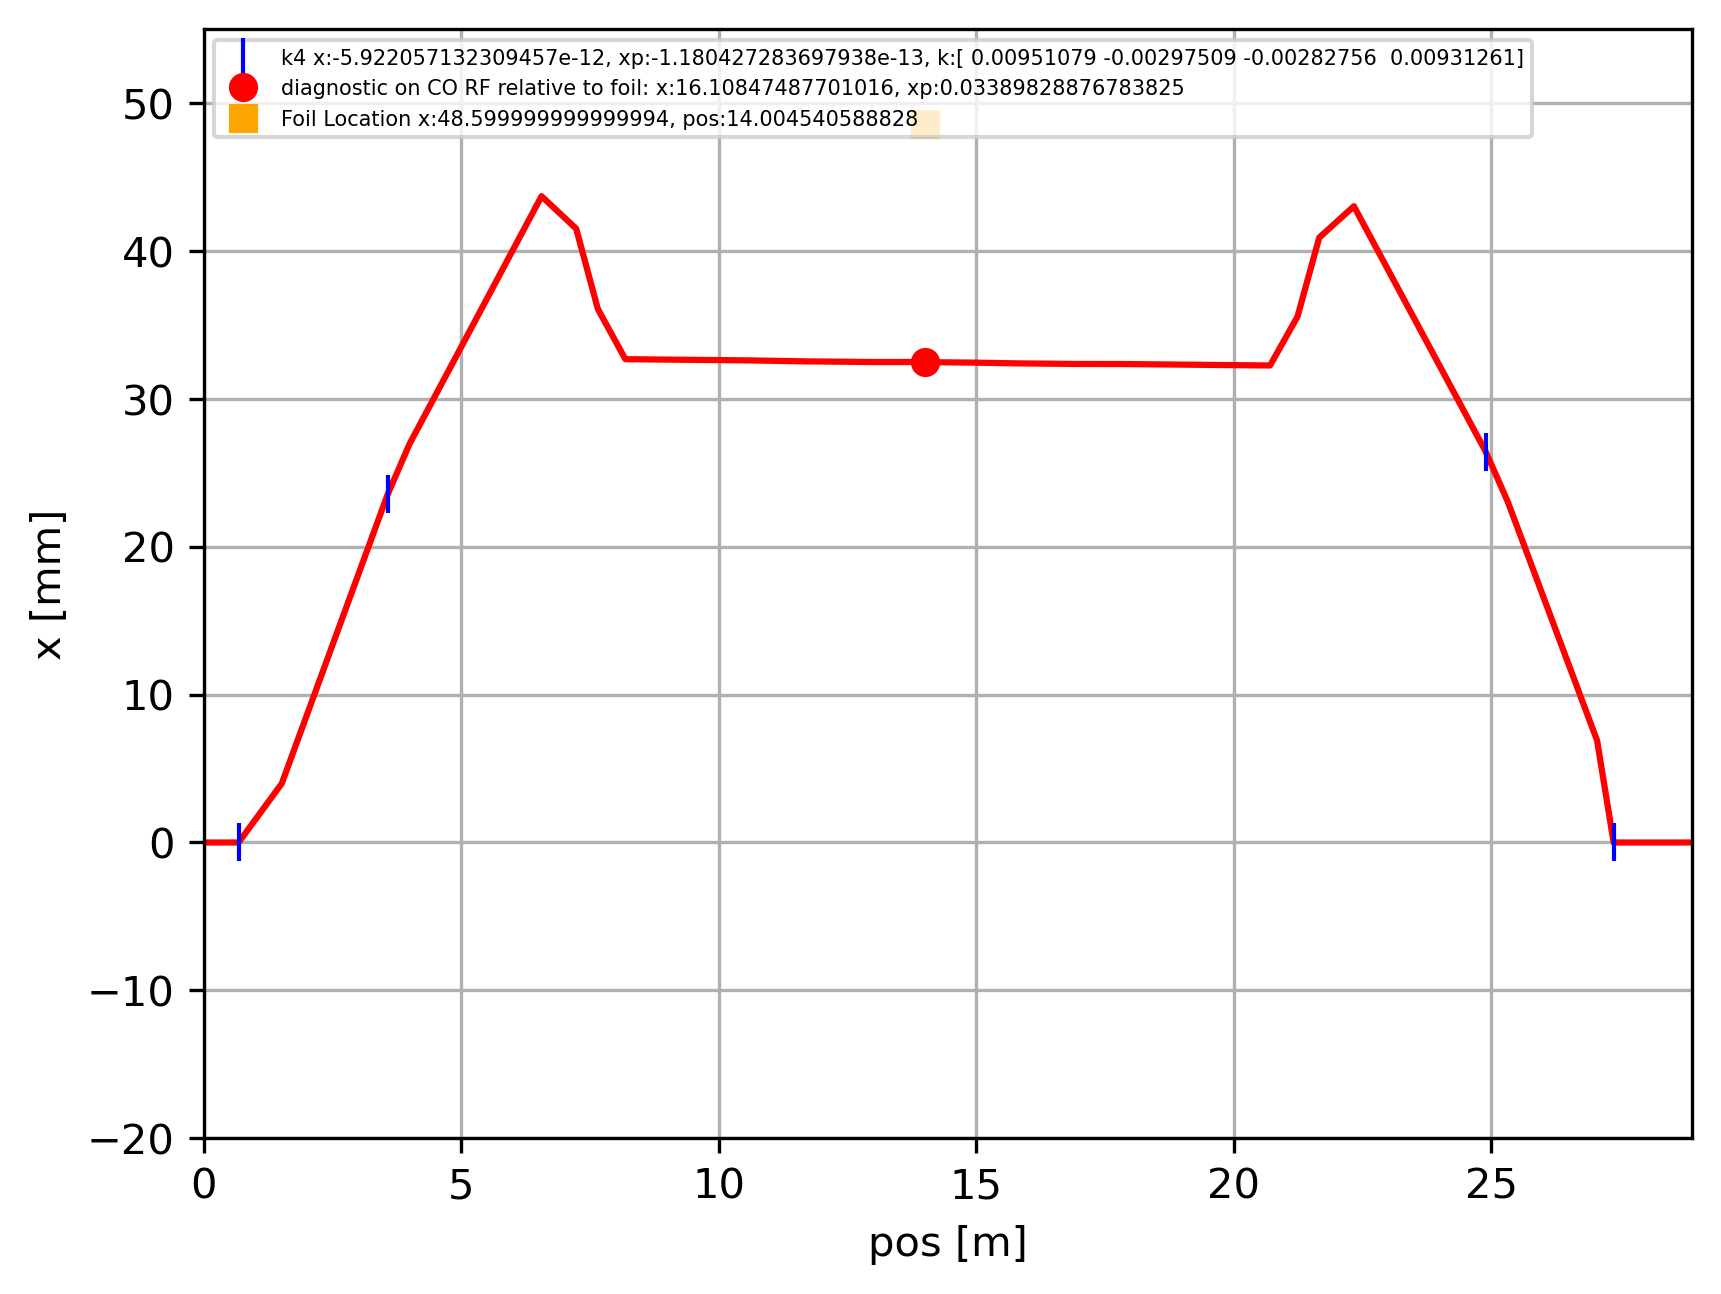 k4 x:-5.922057132309457e-12, xp:-1.180427283697938e-13, k:[ 0.00951079 -0.00297509 -0.00282756  0.00931261]
diagnostic on CO RF relative to foil: x:16.10847487701016, xp:0.03389828876783825
Foil Location x:48.599999999999994, pos:14.004540588828
50
40
30
20
10
0
−10
−20
x [mm]
0 5 10 15 20 25
pos [m]